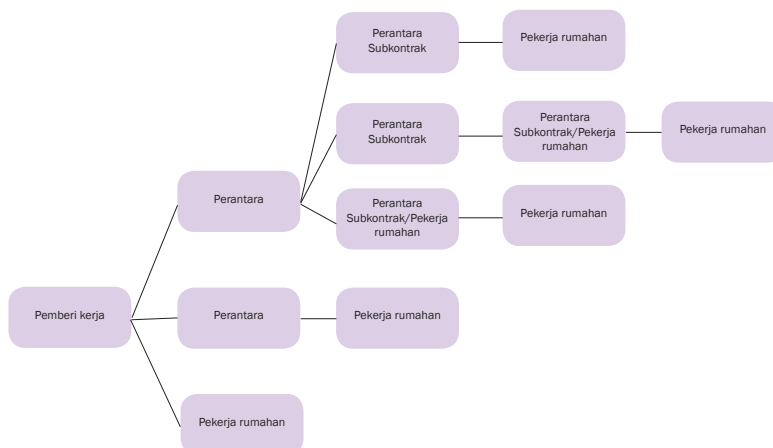 Perantara
Subkontrak
Pekerja rumahan
Perantara
Subkontrak
Perantara
Subkontrak/Pekerja
rumahan
Pekerja rumahan
Perantara
Perantara
Subkontrak/Pekerja
rumahan
Pekerja rumahan
Pemberi kerja
Perantara
Pekerja rumahan
Pekerja rumahan